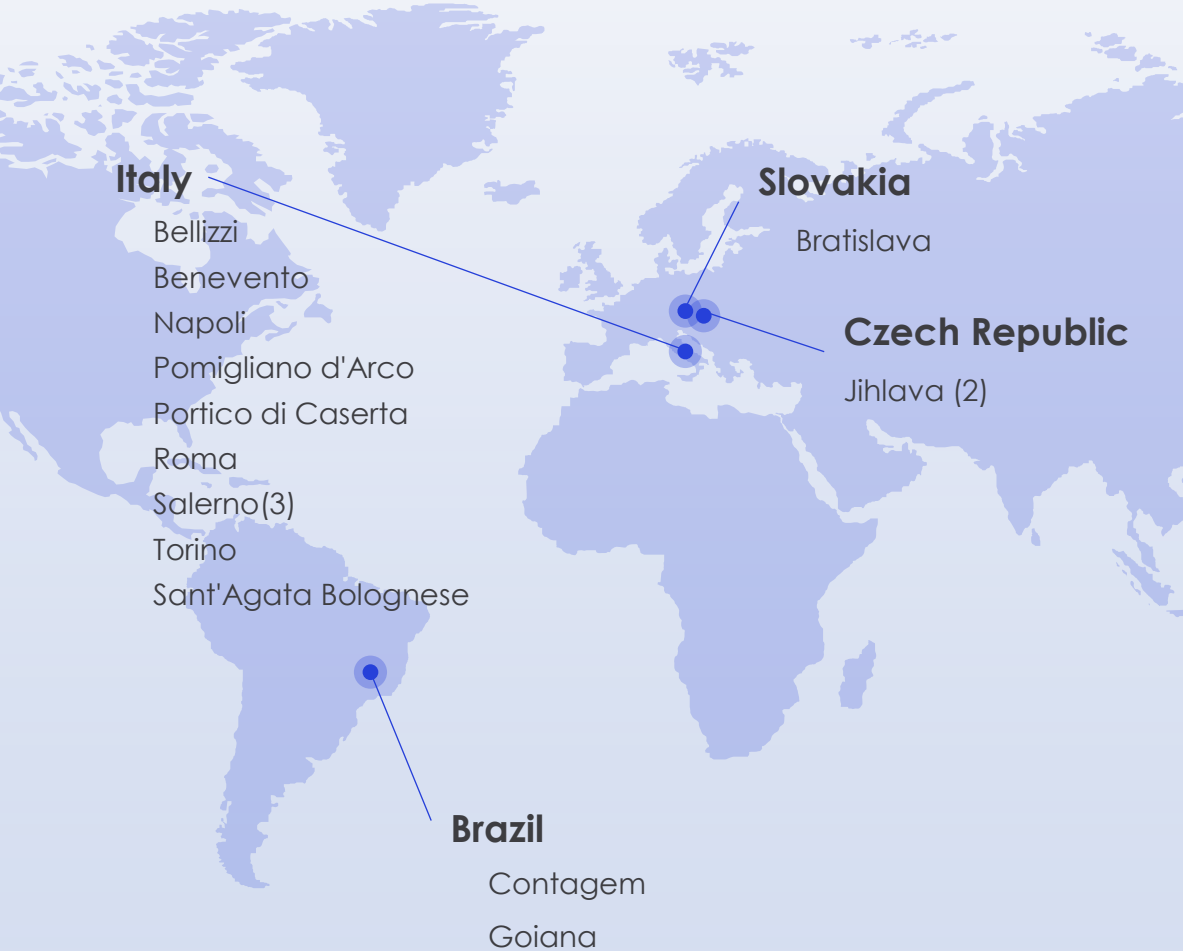 Italy
Bellizzi
Benevento
Napoli
Pomigliano d'Arco
Portico di Caserta
Roma
Salerno(3)
Torino
Sant'Agata Bolognese
Slovakia
Bratislava
Czech Republic
Jihlava (2)
Brazil
Contagem
Goiana